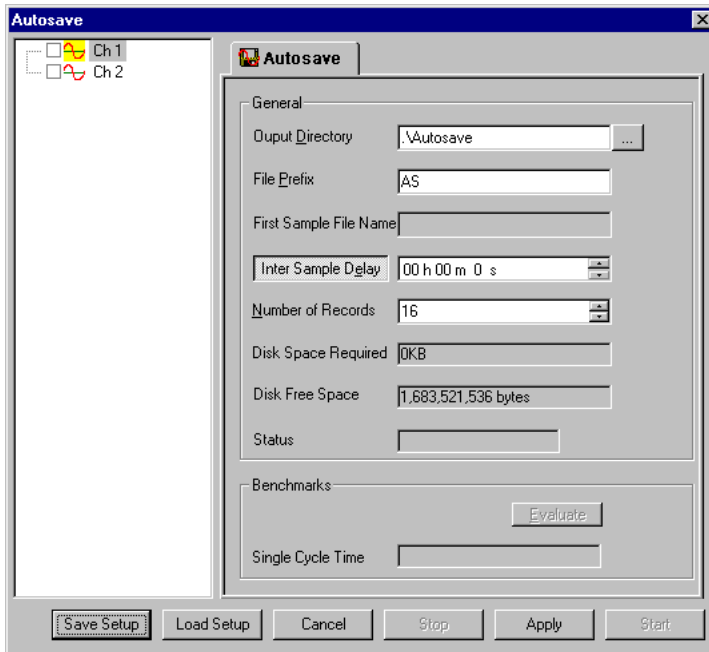 Autosave
Ch 1
Ch 2
Autosave
General
Ouput Directory
.\Autosave
...
File Prefix
AS
First Sample File Name
Inter Sample Delay
00 h 00 m 0 s
Number of Records
16
Disk Space Required
0KB
Disk Free Space
1,683,521,536 bytes
Status
Benchmarks
Evaluate
Single Cycle Time
Save Setup
Load Setup
Cancel
Stop
Apply
Start